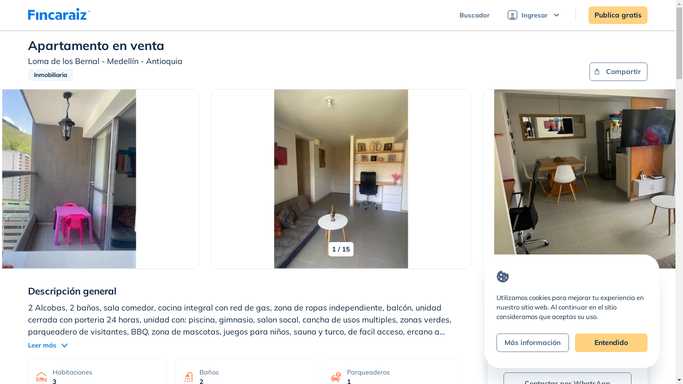 Fincaraiz
Buscador
Ingresar
Publica gratis
Apartamento en venta
Loma de los Bernal - Medellín - Antioquia
Inmobiliaria
Compartir
1 / 15
Descripción general
2 Alcobas, 2 baños, sala comedor, cocina integral con red de gas, zona de ropas independiente, balcón, unidad
cerrada con porteria 24 horas, unidad con: piscina, gimnasio, salon social, cancha de usos multiples, zonas verdes,
parqueadero de visitantes, BBQ, zona de mascotas, juegos para niños, sauna y turco, de facil acceso, ercano a...
Leer más
Habitaciones
3
Baños
2
Parqueaderos
1
Utilizamos cookies para mejorar tu experiencia en
nuestro sitio web. Al continuar en el sitio
consideramos que aceptas su uso.
Más información
Entendido
Contactar por WhatsApp